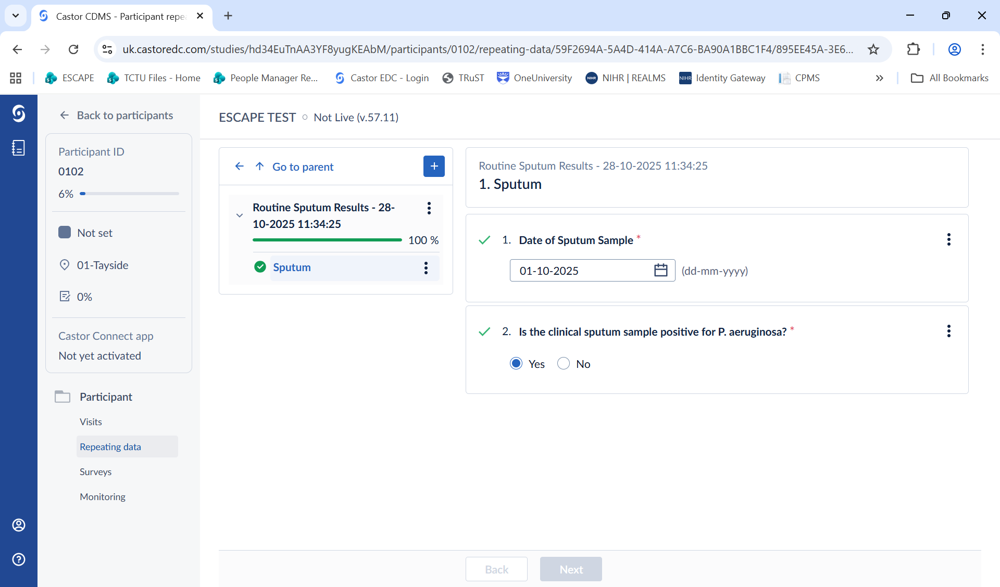 Castor CDMS - Participant repe
uk.castoredc.com/studies/hd34EuTnAA3YF8yugKEAbM/participants/0102/repeating-data/59F2694A-5A4D-414A-A7C6-BA90A1BBC1F4/895EE45A-3E6...
ESCAPE
TCTU Files - Home
People Manager Re...
Castor EDC - Login
TRuST
OneUniversity
NIHR | REALMS
Identity Gateway
CPMS
All Bookmarks
Back to participants
Participant ID
0102
6%
Not set
01-Tayside
0%
Castor Connect app
Not yet activated
Participant
Visits
Repeating data
Surveys
Monitoring
ESCAPE TEST
Not Live (v.57.11)
Go to parent
Routine Sputum Results - 28-
10-2025 11:34:25
100 %
Sputum
Routine Sputum Results - 28-10-2025 11:34:25
1. Sputum
1. Date of Sputum Sample *
01-10-2025
(dd-mm-yyyy)
2. Is the clinical sputum sample positive for P. aeruginosa? *
Yes
No
Back
Next